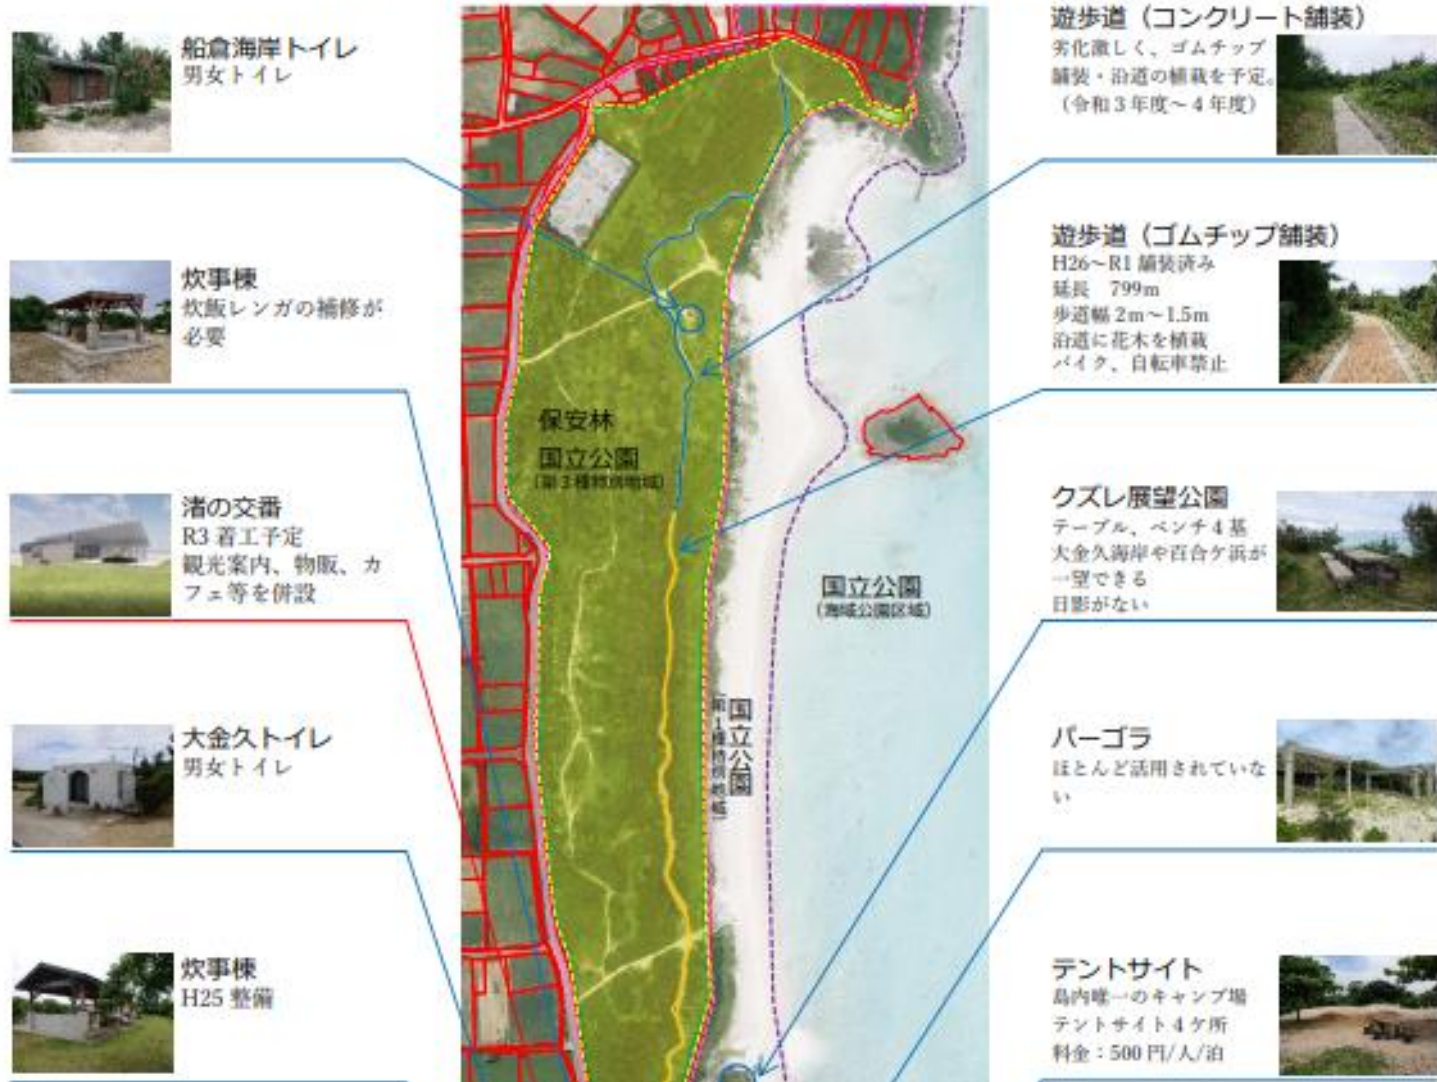 船倉海岸トイレ
男女トイレ
炊事棟
炊飯レンガの補修が
必要
渚の交番
R3 着工予定
観光案内、物販、カ
フェ等を併設
大金久トイレ
男女トイレ
炊事棟
H25 整備
保安林
国立公園
(第3種特別地域)
国立公園
(海域公園区域)
国立公園
(第1種特別地域)
遊歩道（コンクリート舗装）
劣化激しく、ゴムチップ
舗装・沿道の植栽を予定。
（令和3年度～4年度）
遊歩道（ゴムチップ舗装）
H26～R1 舗装済み
延長　799m
歩道幅 2m～1.5m
沿道に花木を植栽
バイク、自転車禁止
クズレ展望公園
テーブル、ベンチ4基
大金久海岸や百合ケ浜が
一望できる
日影がない
パーゴラ
ほとんど活用されていな
い
テントサイト
島内唯一のキャンプ場
テントサイト4ケ所
料金：500円/人/泊